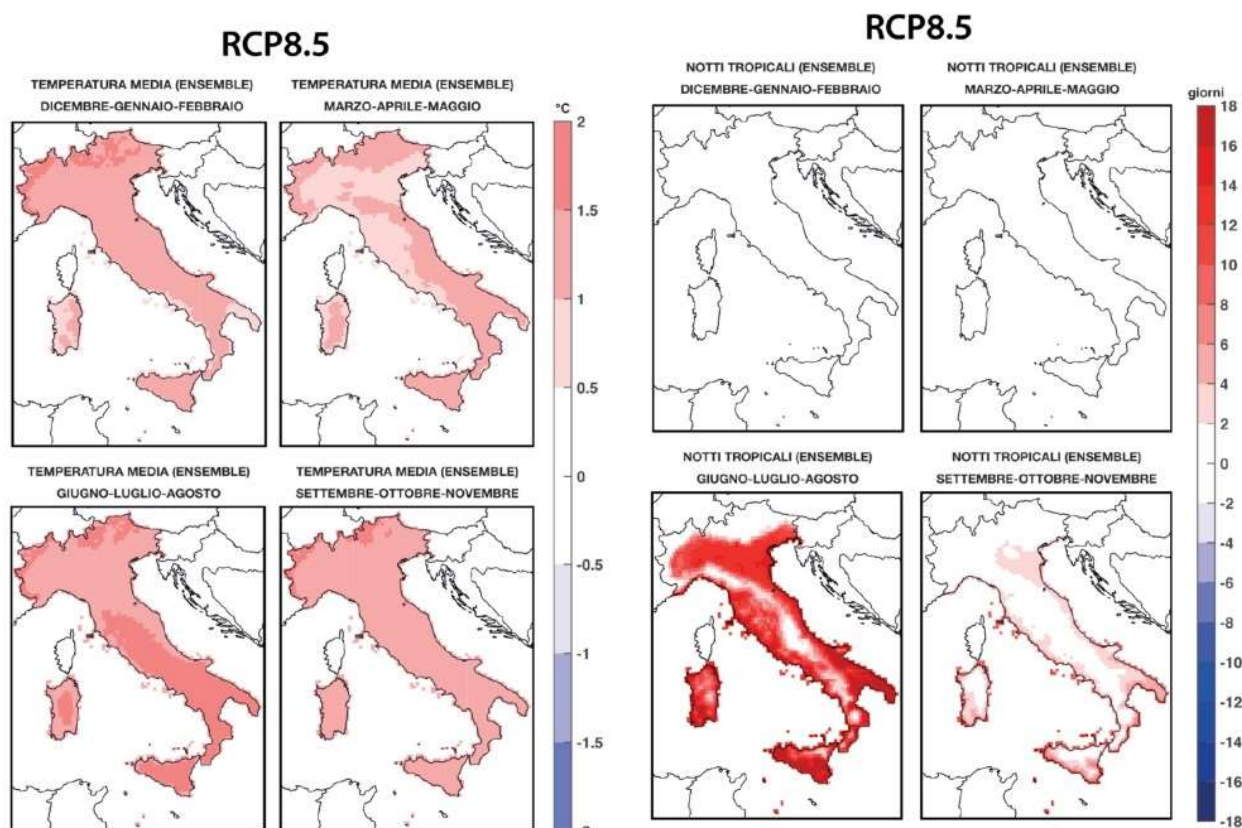 RCP8.5
TEMPERATURA MEDIA (ENSEMBLE)
DICEMBRE-GENNAIO-FEBBRAIO
TEMPERATURA MEDIA (ENSEMBLE)
MARZO-APRILE-MAGGIO
°C
2
1.5
1
0.5
0
-0.5
-1
-1.5
TEMPERATURA MEDIA (ENSEMBLE)
GIUGNO-LUGLIO-AGOSTO
TEMPERATURA MEDIA (ENSEMBLE)
SETTEMBRE-OTTOBRE-NOVEMBRE
RCP8.5
NOTTI TROPICALI (ENSEMBLE)
DICEMBRE-GENNAIO-FEBBRAIO
NOTTI TROPICALI (ENSEMBLE)
MARZO-APRILE-MAGGIO
giorni
18
16
14
12
10
8
6
4
2
0
-2
-4
-6
-8
-10
-12
-14
-16
-18
NOTTI TROPICALI (ENSEMBLE)
GIUGNO-LUGLIO-AGOSTO
NOTTI TROPICALI (ENSEMBLE)
SETTEMBRE-OTTOBRE-NOVEMBRE